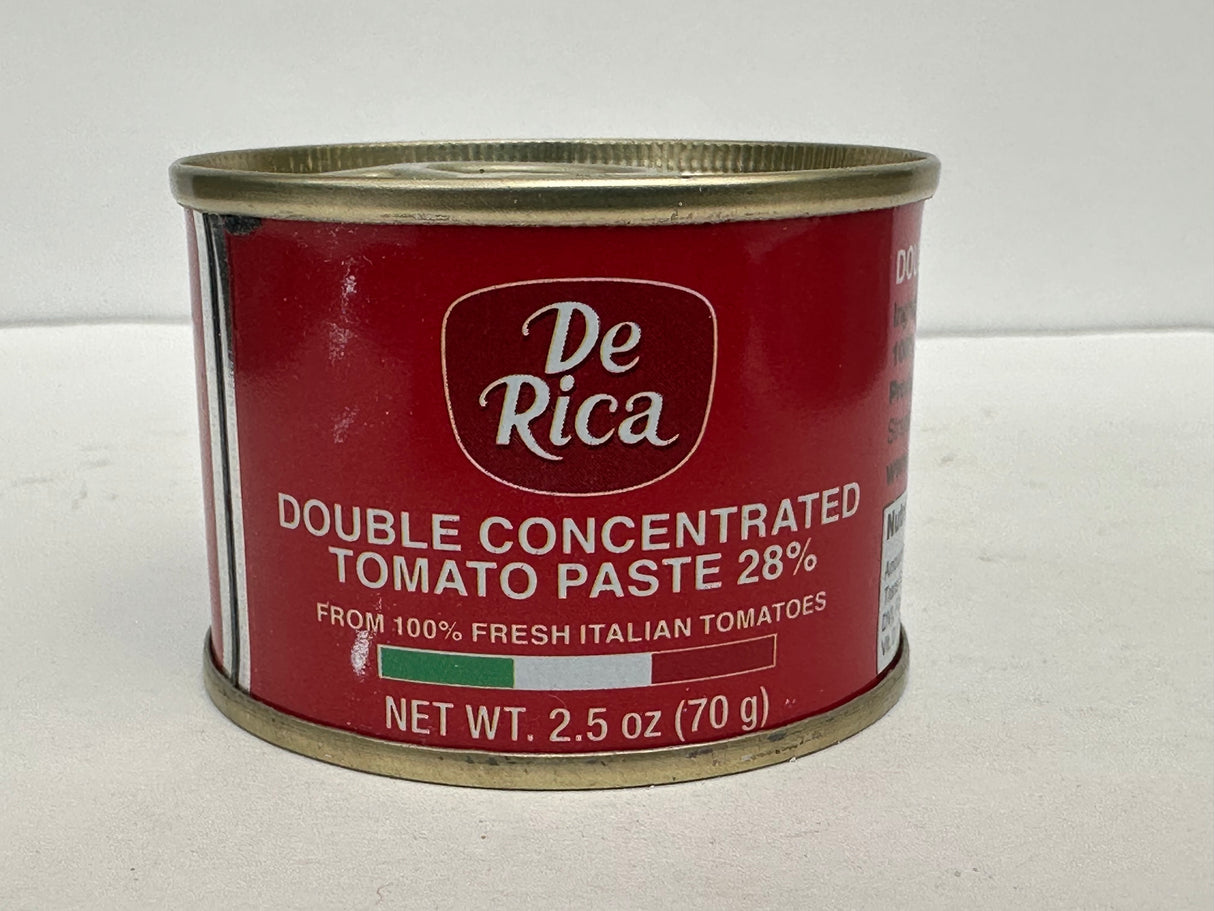 De
Rica
DOUBLE CONCENTRATED
TOMATO PASTE 28%
FROM 100% FRESH ITALIAN TOMATOES
NET WT. 2.5 oz (70 g)